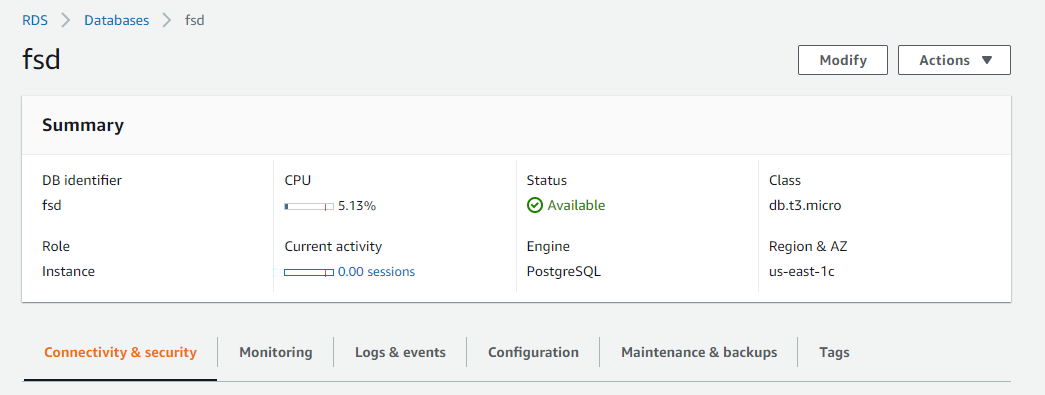 RDS > Databases > fsd
fsd
Modify
Actions
Summary
DB identifier
fsd
CPU
5.13%
Status
Available
Class
db.t3.micro
Role
Instance
Current activity
0.00 sessions
Engine
PostgreSQL
Region & AZ
us-east-1c
Connectivity & security
Monitoring
Logs & events
Configuration
Maintenance & backups
Tags